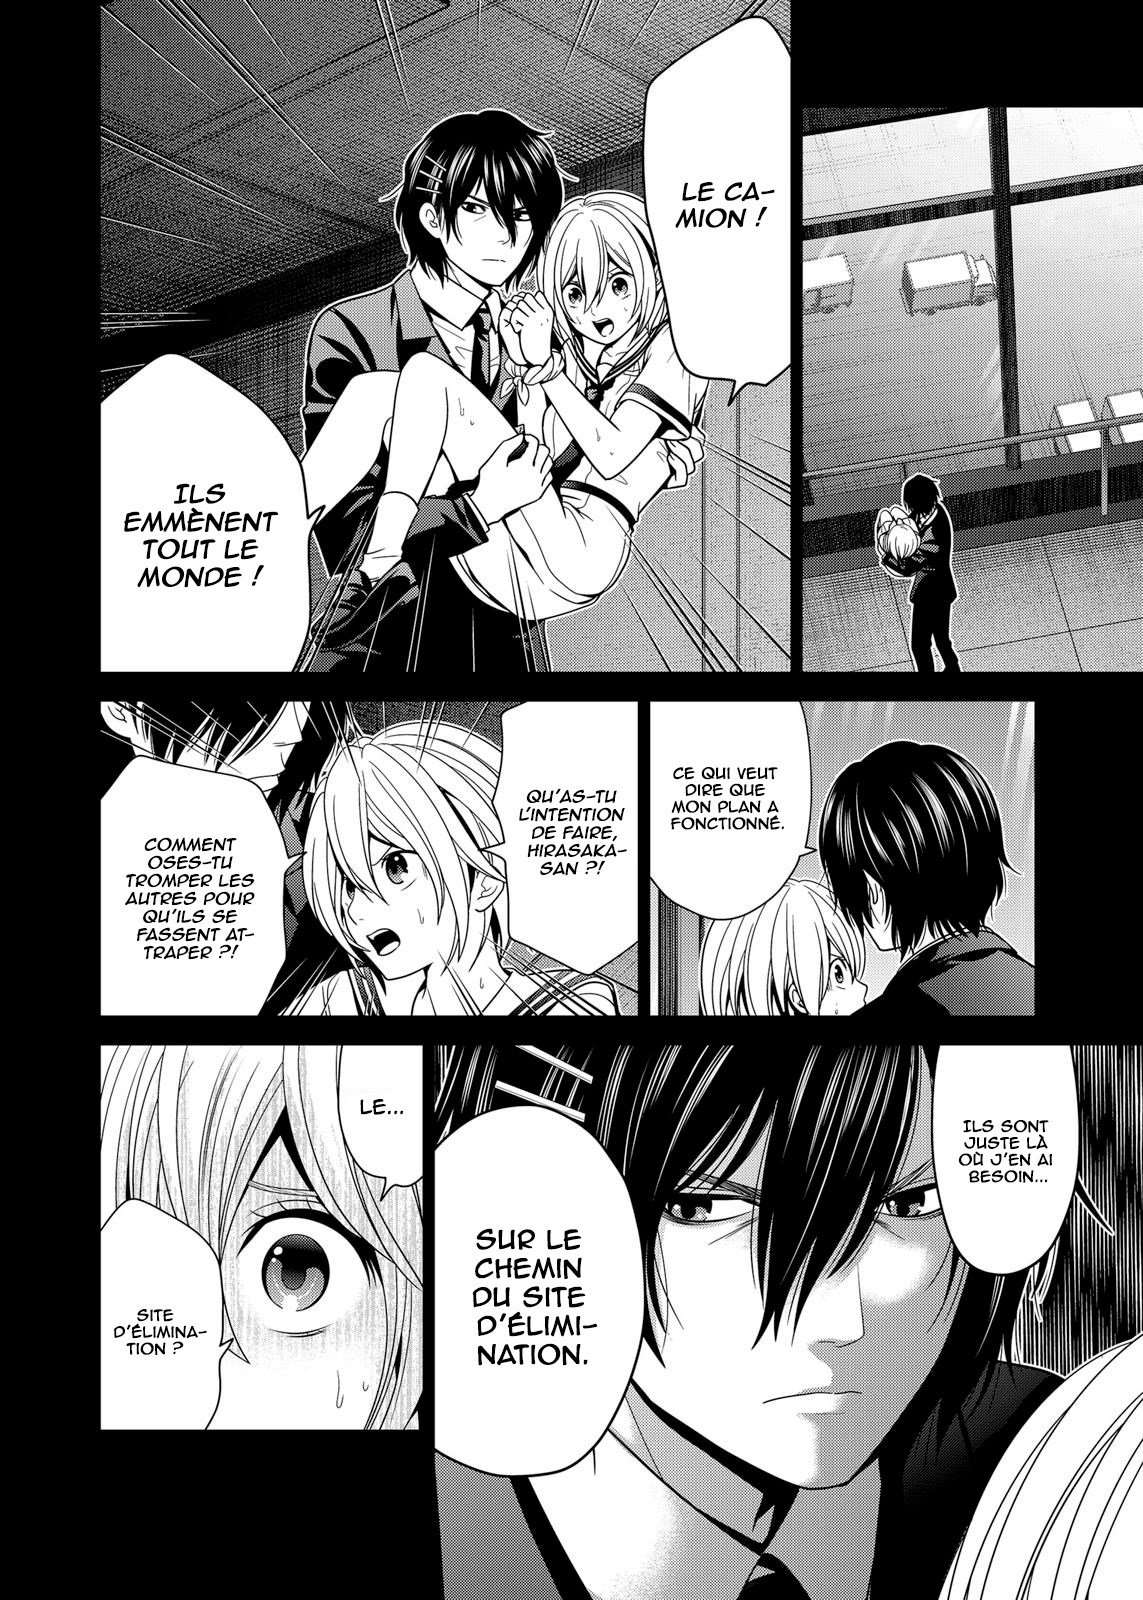 LE CA-
MION !
ILS
EMMÈNENT
TOUT LE
MONDE !
CE QUI VEUT
DIRE QUE
MON PLAN A
FONCTIONNÉ.
QU'AS-TU
L'INTENTION
DE FAIRE,
HIRASAKA-
SAN ?!
COMMENT
OSES-TU
TROMPER LES
AUTRES POUR
QU'ILS SE
FASSENT AT-
TRAPER ?!
ILS SONT
JUSTE LÀ
OÙ J'EN AI
BESOIN...
SUR LE
CHEMIN
DU SITE
D'ÉLIMI-
NATION.
LE...
SITE
D'ÉLIMINA-
TION ?